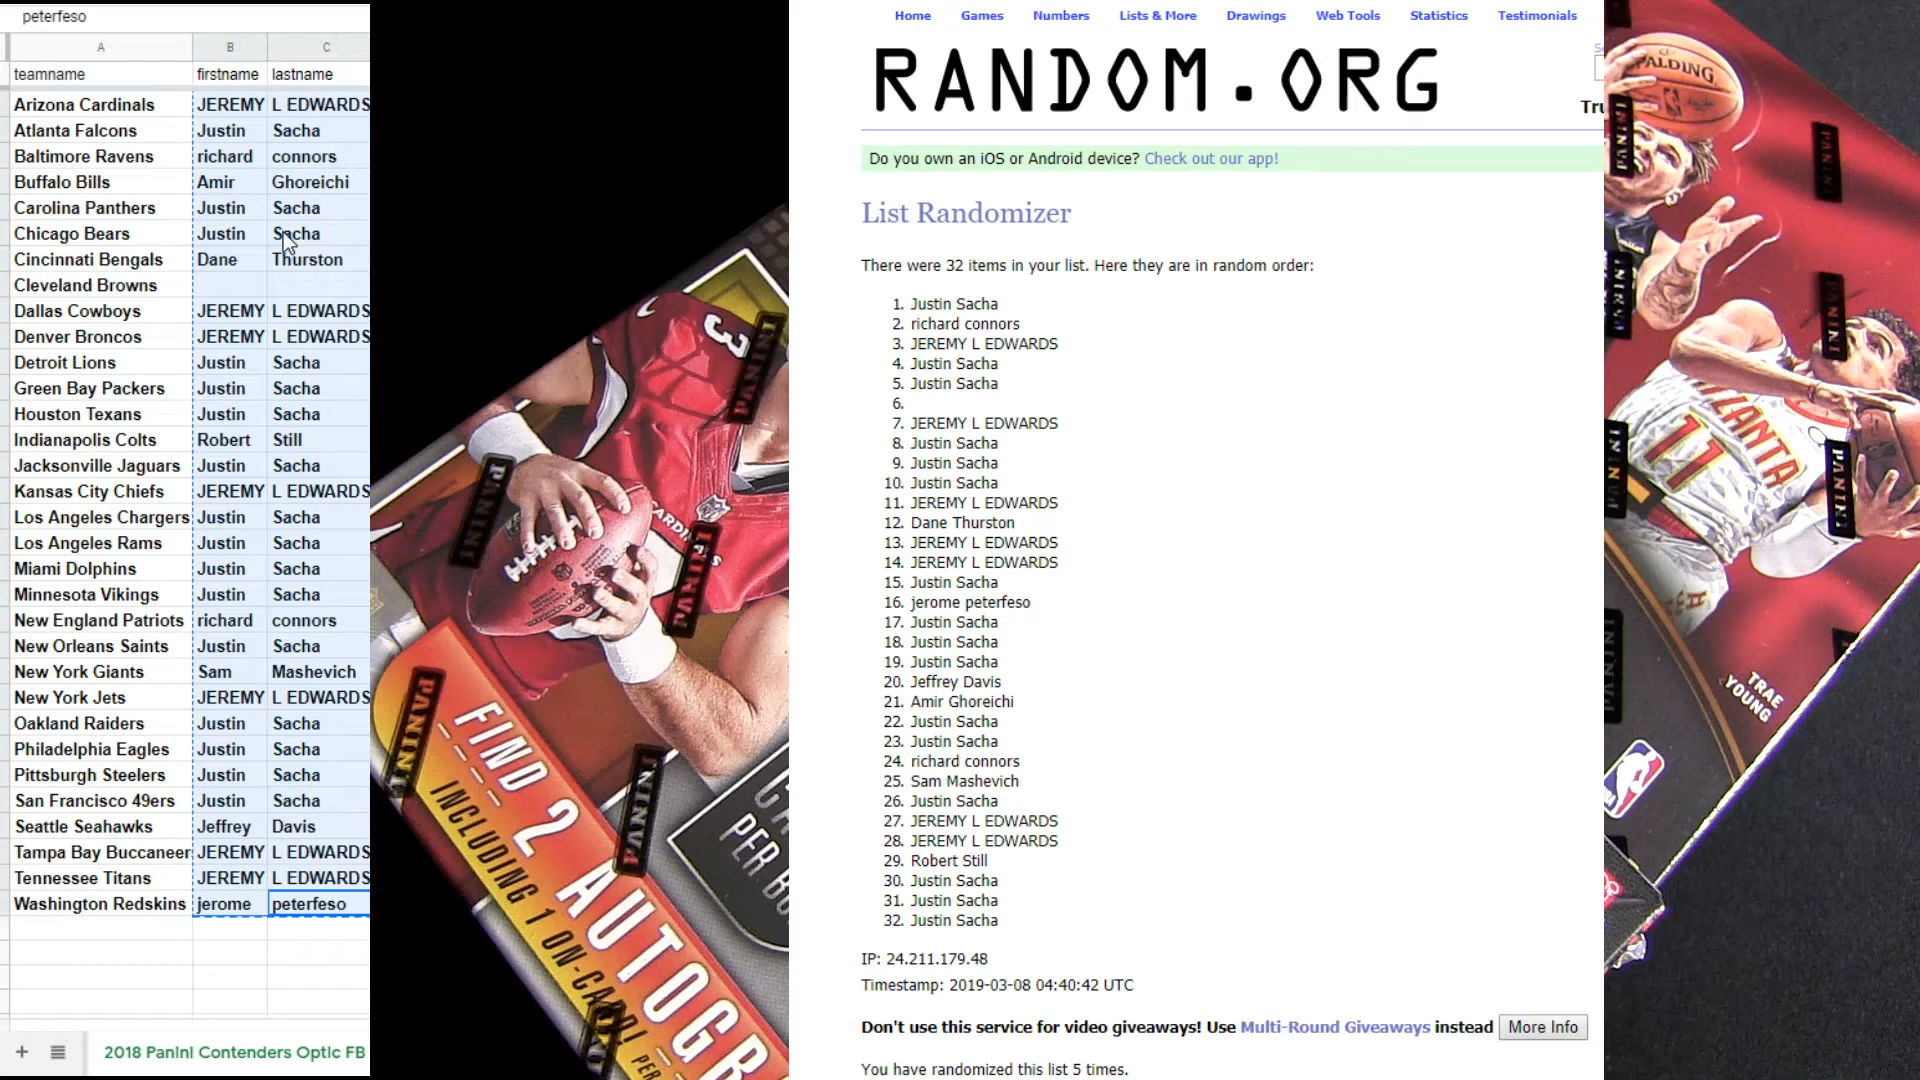 peterfeso
A B C
teamname firstname lastname
Arizona Cardinals JEREMY L EDWARDS
Atlanta Falcons Justin Sacha
Baltimore Ravens richard connors
Buffalo Bills Amir Ghoreichi
Carolina Panthers Justin Sacha
Chicago Bears Justin Sacha
Cincinnati Bengals Dane Thurston
Cleveland Browns
Dallas Cowboys JEREMY L EDWARDS
Denver Broncos JEREMY L EDWARDS
Detroit Lions Justin Sacha
Green Bay Packers Justin Sacha
Houston Texans Justin Sacha
Indianapolis Colts Robert Still
Jacksonville Jaguars Justin Sacha
Kansas City Chiefs JEREMY L EDWARDS
Los Angeles Chargers Justin Sacha
Los Angeles Rams Justin Sacha
Miami Dolphins Justin Sacha
Minnesota Vikings Justin Sacha
New England Patriots richard connors
New Orleans Saints Justin Sacha
New York Giants Sam Mashevich
New York Jets JEREMY L EDWARDS
Oakland Raiders Justin Sacha
Philadelphia Eagles Justin Sacha
Pittsburgh Steelers Justin Sacha
San Francisco 49ers Justin Sacha
Seattle Seahawks Jeffrey Davis
Tampa Bay Buccaneer JEREMY L EDWARDS
Tennessee Titans JEREMY L EDWARDS
Washington Redskins jerome peterfeso
2018 Panini Contenders Optic FB
3
PANINI
PANINI
PANINI
PANINI
PANINI
FIND 2 AUTOGR
INCLUDING 1 ON-CARD PER
PER BO
Home Games Numbers Lists & More Drawings Web Tools Statistics Testimonials
RANDOM.ORG
Tru
Do you own an iOS or Android device? Check out our app!
List Randomizer
There were 32 items in your list. Here they are in random order:
1. Justin Sacha
2. richard connors
3. JEREMY L EDWARDS
4. Justin Sacha
5. Justin Sacha
6.
7. JEREMY L EDWARDS
8. Justin Sacha
9. Justin Sacha
10. Justin Sacha
11. JEREMY L EDWARDS
12. Dane Thurston
13. JEREMY L EDWARDS
14. JEREMY L EDWARDS
15. Justin Sacha
16. jerome peterfeso
17. Justin Sacha
18. Justin Sacha
19. Justin Sacha
20. Jeffrey Davis
21. Amir Ghoreichi
22. Justin Sacha
23. Justin Sacha
24. richard connors
25. Sam Mashevich
26. Justin Sacha
27. JEREMY L EDWARDS
28. JEREMY L EDWARDS
29. Robert Still
30. Justin Sacha
31. Justin Sacha
32. Justin Sacha
IP: 24.211.179.48
Timestamp: 2019-03-08 04:40:42 UTC
Don't use this service for video giveaways! Use Multi-Round Giveaways instead More Info
You have randomized this list 5 times.
SPALDING
PANINI
PANINI
PANINI
PANINI
ATLANTA
11
TRAE
YOUNG